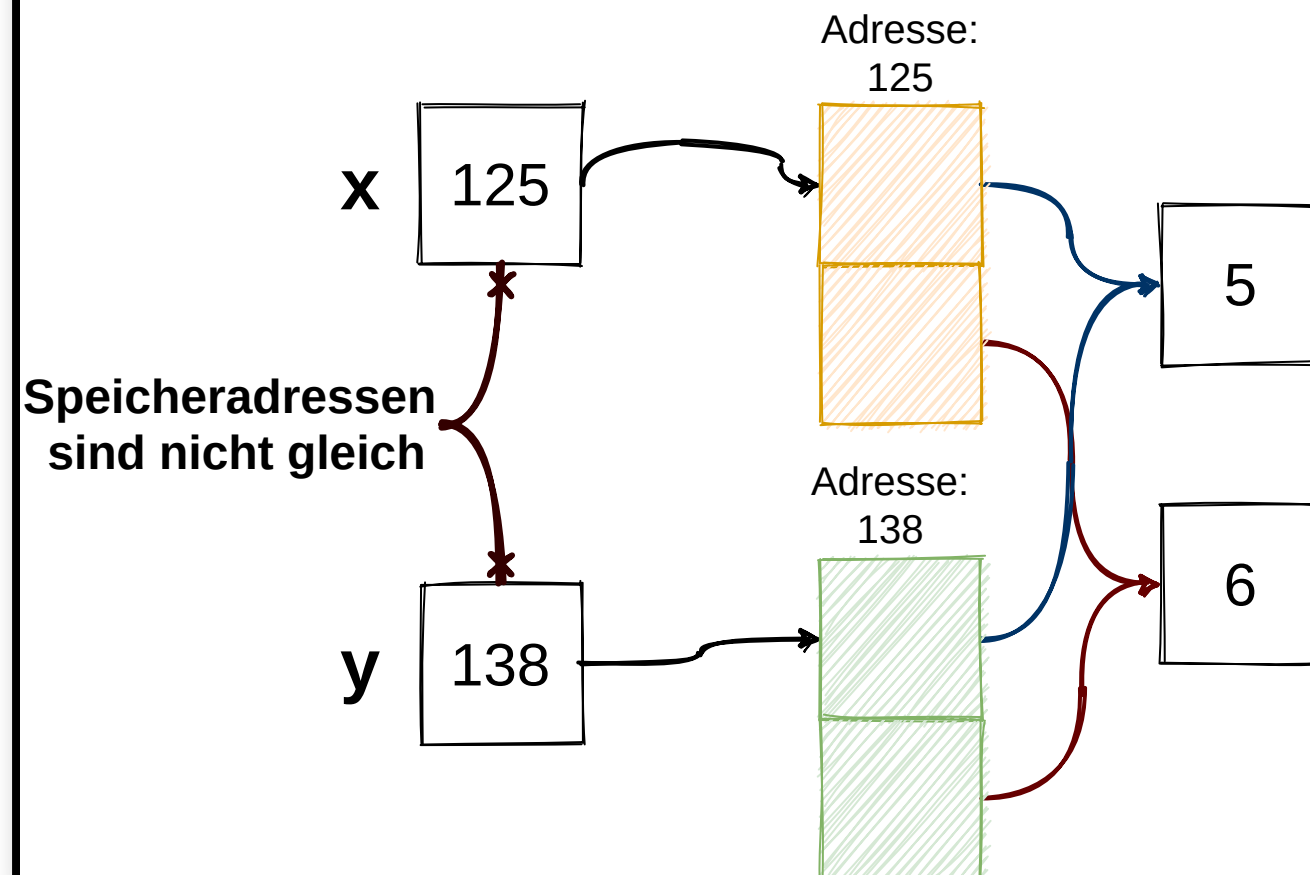 Adresse:
125
x
125
5
Speicheradressen
sind nicht gleich
Adresse:
138
6
y
138